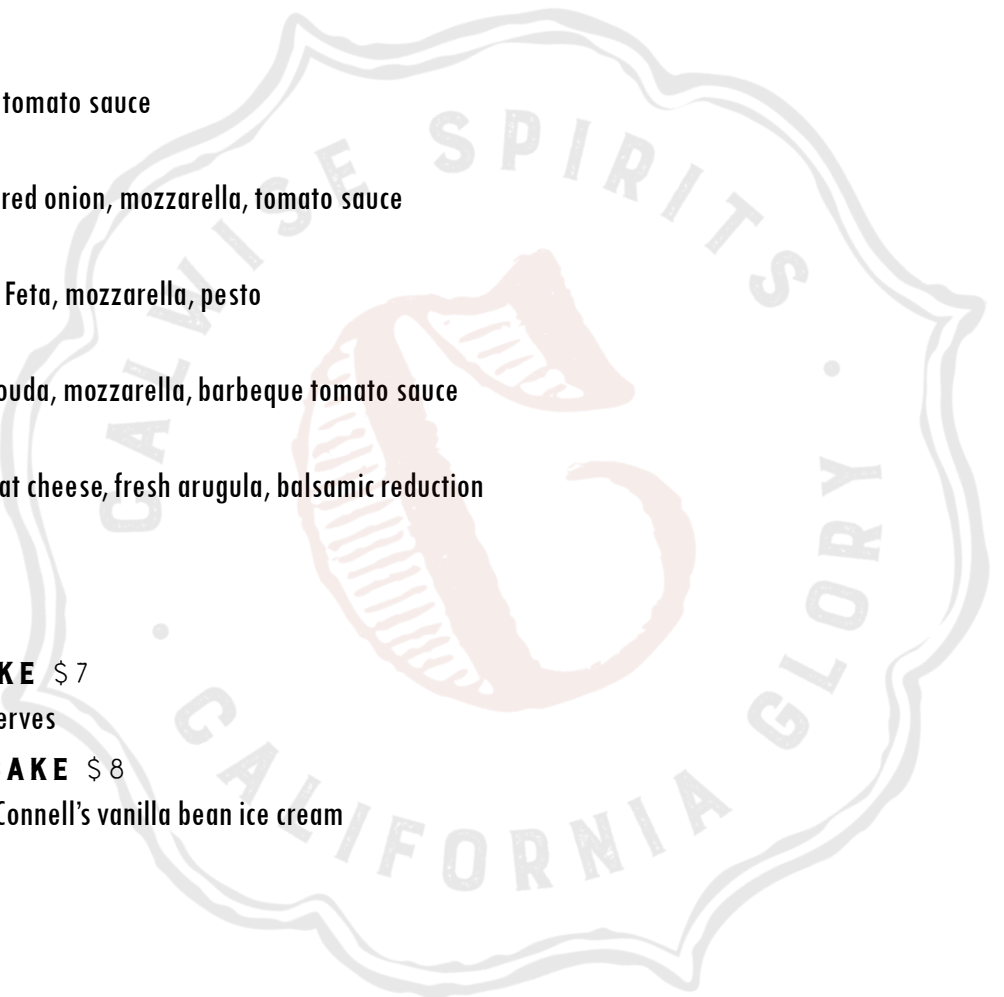 tomato sauce
red onion, mozzarella, tomato sauce
Feta, mozzarella, pesto
ouda, mozzarella, barbeque tomato sauce
at cheese, fresh arugula, balsamic reduction
KE $7
erves
AKE $8
Connell's vanilla bean ice cream
CALWISE SPIRITS
· CALIFORNIA GLORY ·
C